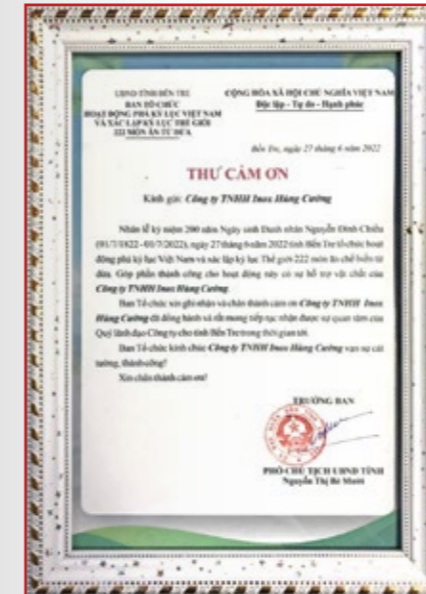 UBND TỈNH BẾN TRE
BAN TỔ CHỨC
HOẠT ĐỘNG PHÁ KỶ LỤC VIỆT NAM
VÀ XÁC LẬP KỶ LỤC THẾ GIỚI
222 MÓN ĂN TỪ DỪA
CỘNG HÒA XÃ HỘI CHỦ NGHĨA VIỆT NAM
Độc lập - Tự do - Hạnh phúc
Bến Tre, ngày 27 tháng 6 năm 2022
THƯ CẢM ƠN
Kính gửi: Công ty TNHH Inox Hùng Cường
Nhân lễ kỷ niệm 200 năm Ngày sinh Danh nhân Nguyễn Đình Chiểu
(01/7/1822 - 01/7/2022), ngày 27 tháng 6 năm 2022 tỉnh Bến Tre tổ chức hoạt
động phá kỷ lục Việt Nam và xác lập kỷ lục Thế giới 222 món ăn chế biến từ
dừa. Góp phần thành công cho hoạt động này có sự hỗ trợ vật chất của
Công ty TNHH Inox Hùng Cường.
Ban Tổ chức xin ghi nhận và chân thành cảm ơn Công ty TNHH Inox
Hùng Cường đã đồng hành và rất mong tiếp tục nhận được sự quan tâm của
Quý lãnh đạo Công ty cho tỉnh Bến Tre trong thời gian tới.
Ban Tổ chức kính chúc Công ty TNHH Inox Hùng Cường vạn sự cát
tường, thành công!
Xin chân thành cảm ơn!
TRƯỞNG BAN
PHÓ CHỦ TỊCH UBND TỈNH
Nguyễn Thị Bé Mười